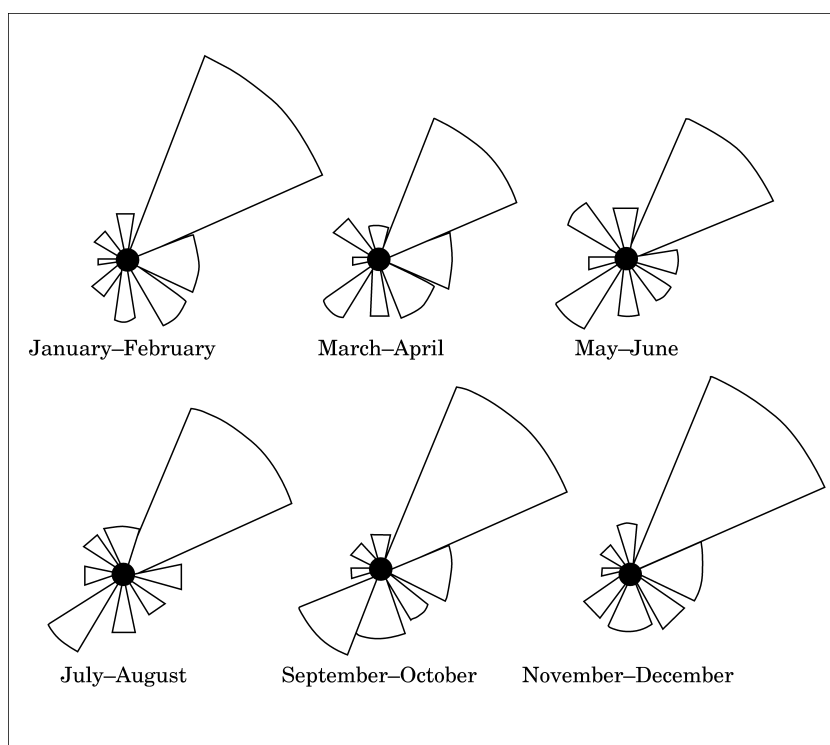 January–February
March–April
May–June
July–August
September–October
November–December